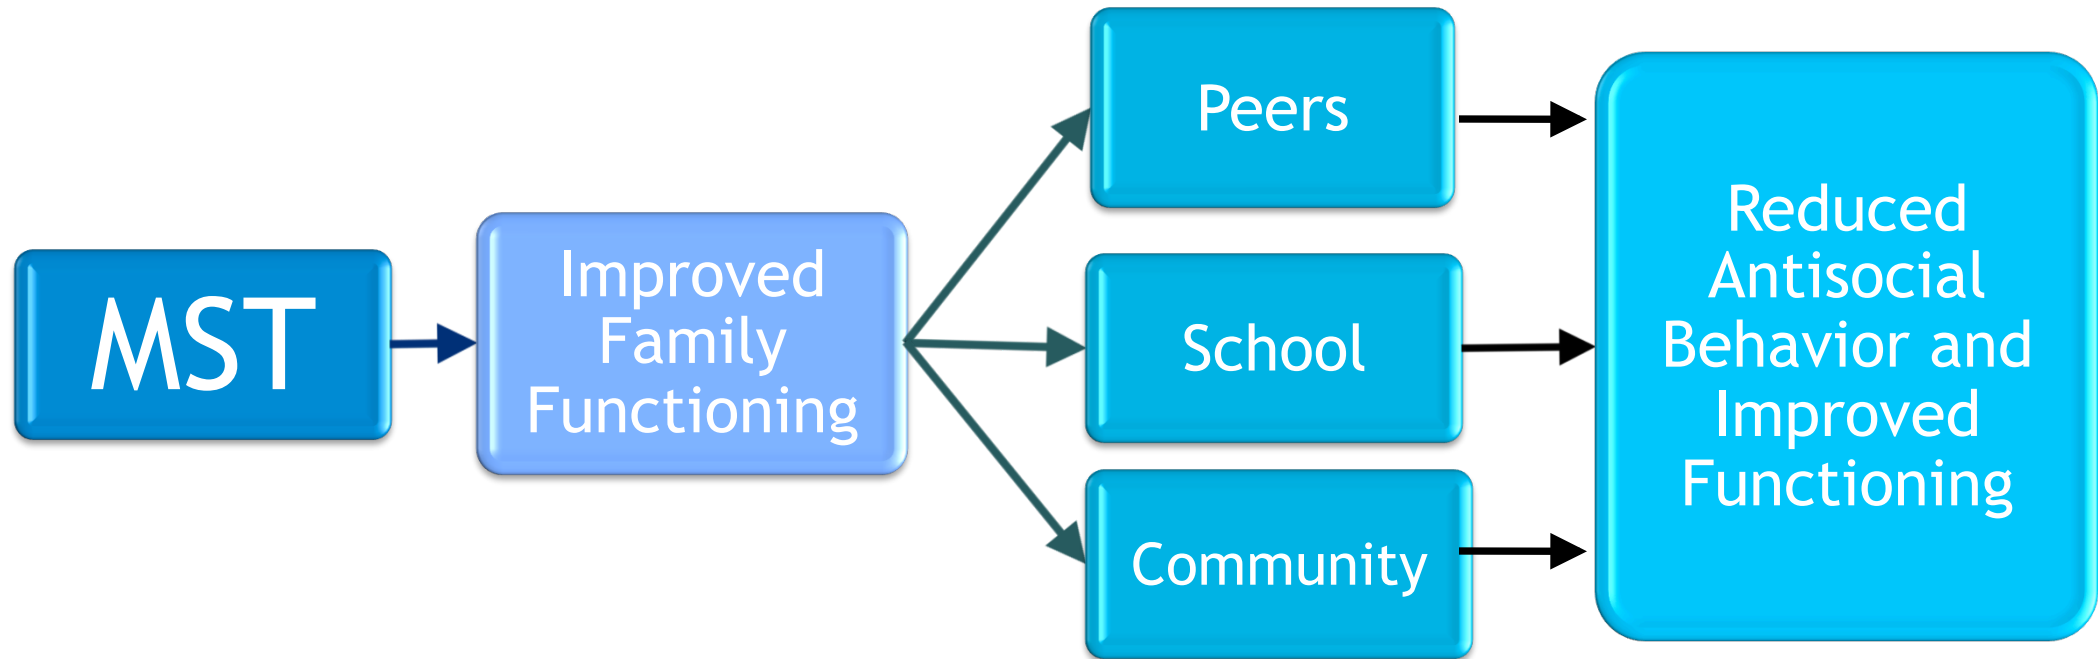 MST
Improved
Family
Functioning
Peers
School
Community
Reduced
Antisocial
Behavior and
Improved
Functioning